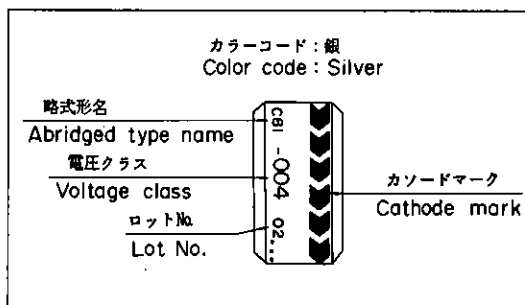 カラーコード : 銀
Color code : Silver
略式形名
Abridged type name
電圧クラス
Voltage class
ロットNo.
Lot No.
CB1 -004 02...
カソードマーク
Cathode mark